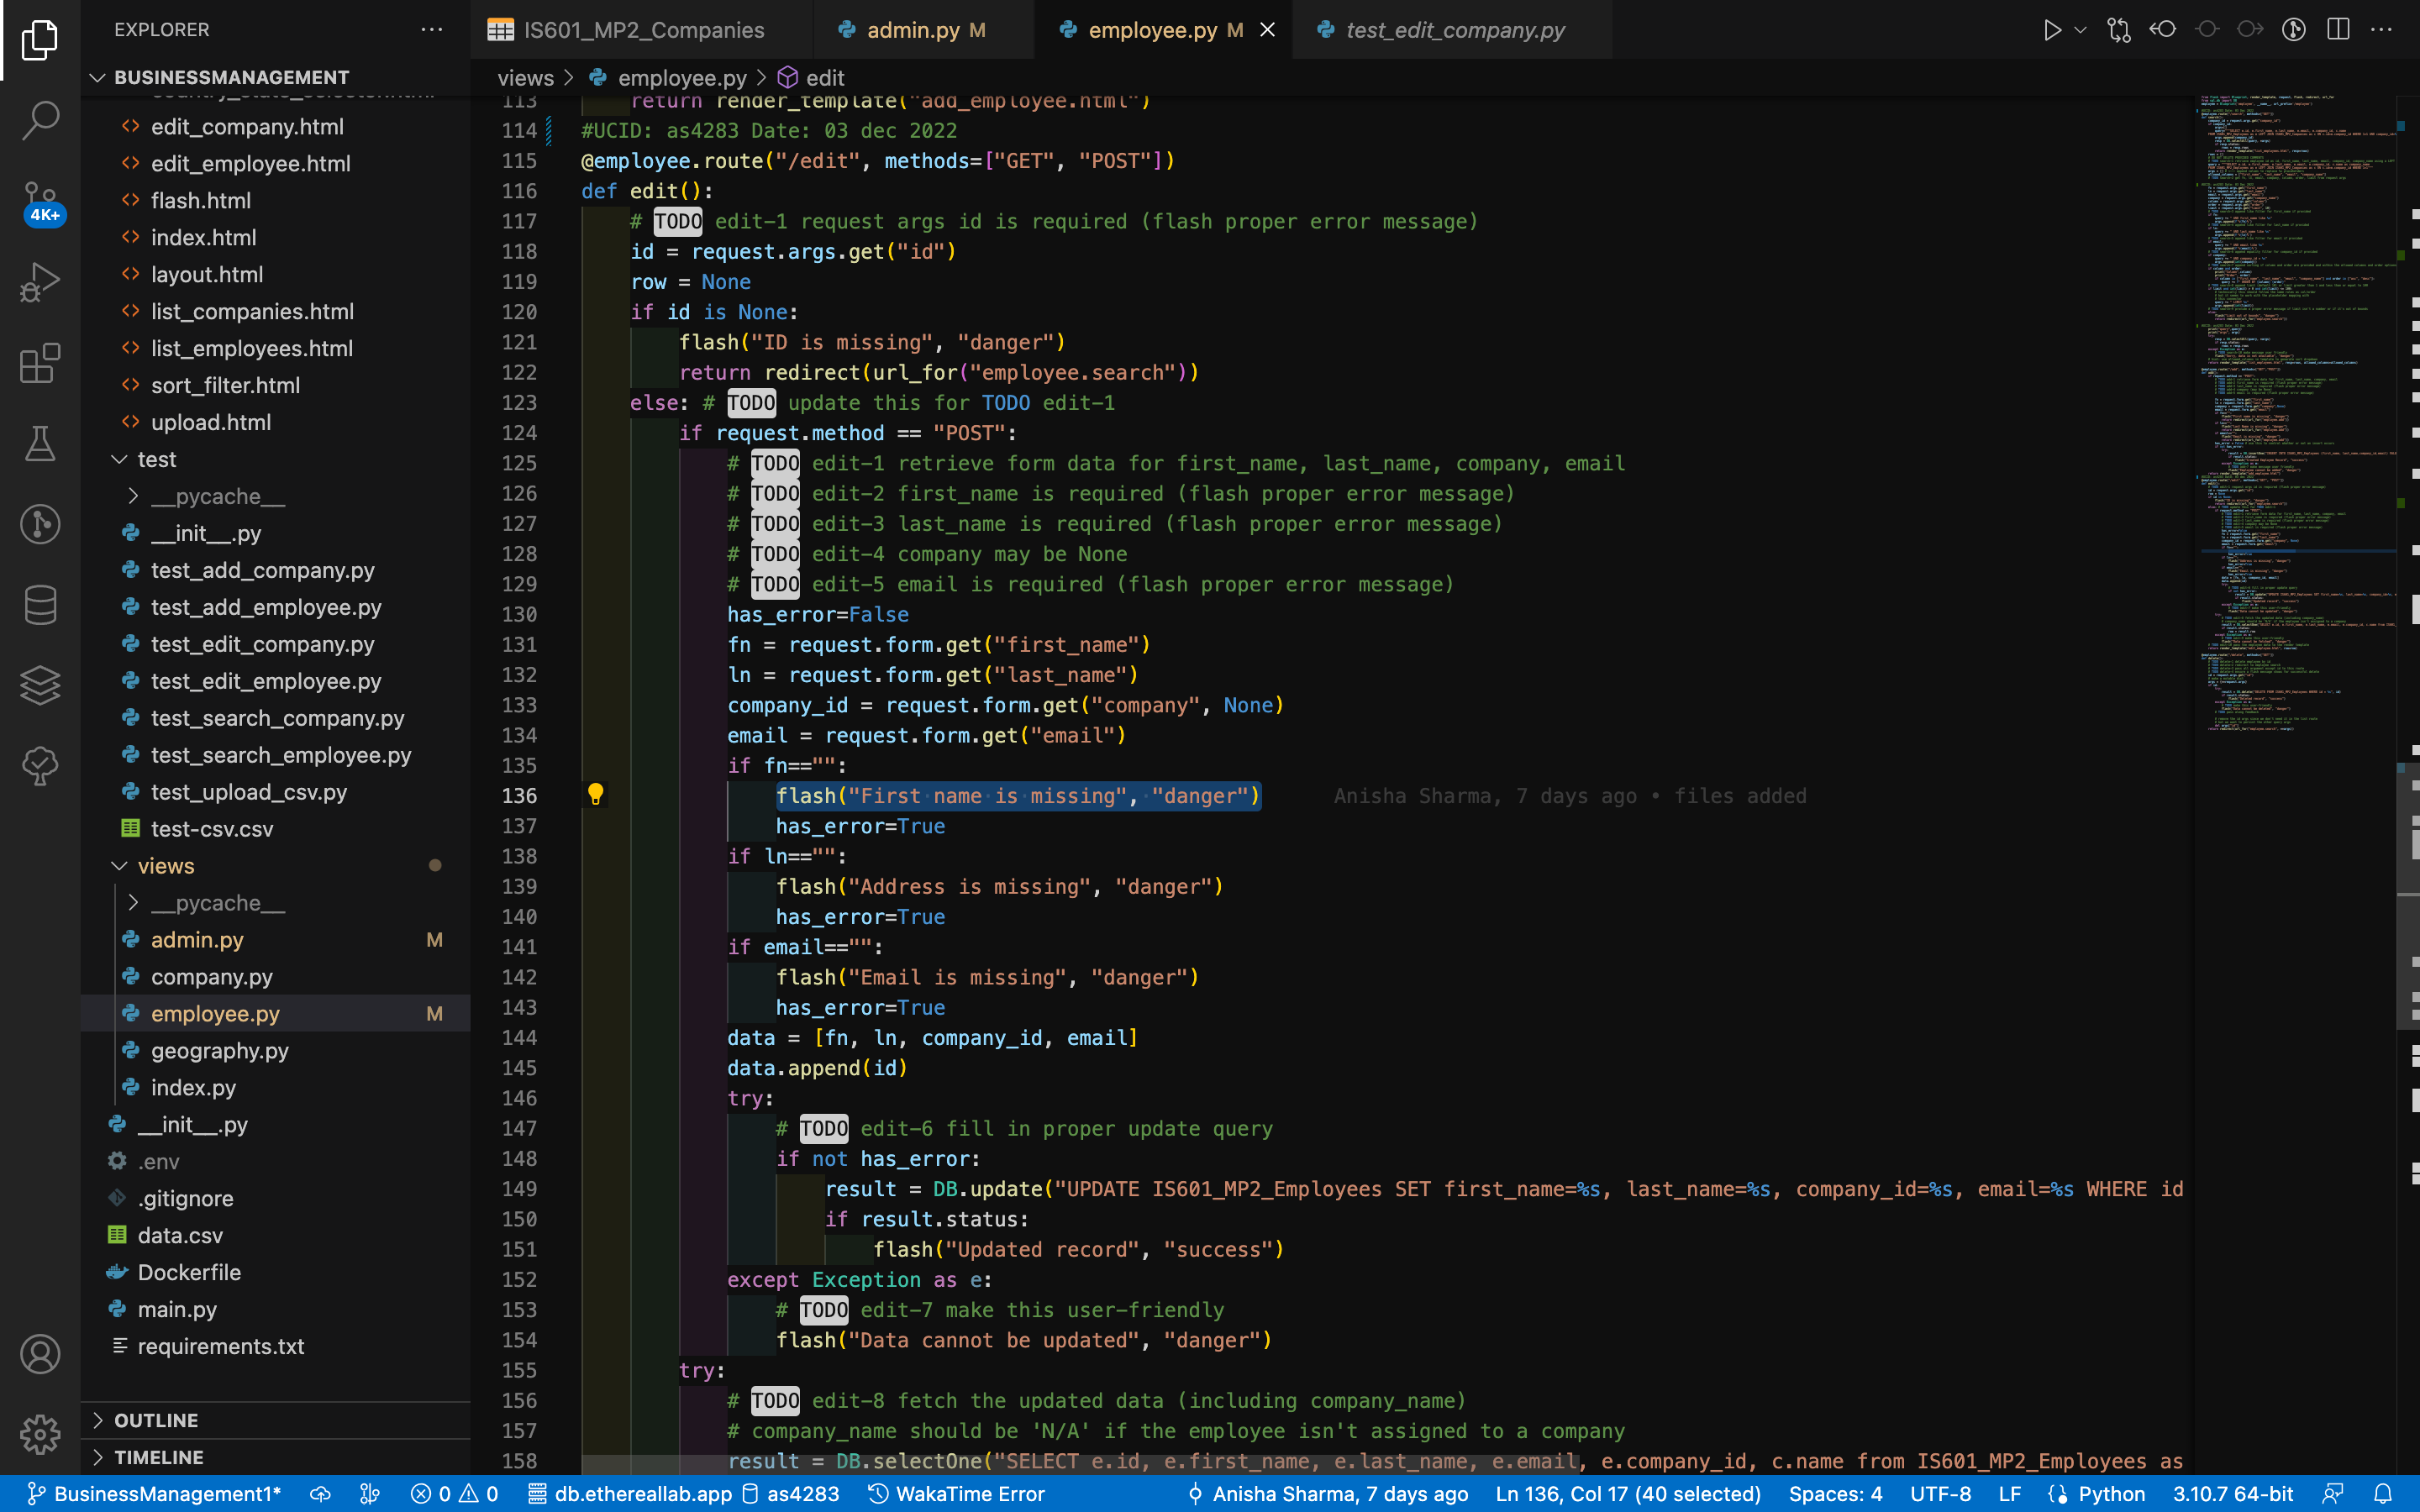 EXPLORER
BUSINESSMANAGEMENT
country_state_selector.html
edit_company.html
edit_employee.html
flash.html
index.html
layout.html
list_companies.html
list_employees.html
sort_filter.html
upload.html
test
__pycache__
__init__.py
test_add_company.py
test_add_employee.py
test_edit_company.py
test_edit_employee.py
test_search_company.py
test_search_employee.py
test_upload_csv.py
test-csv.csv
views
__pycache__
admin.py M
company.py
employee.py M
geography.py
index.py
__init__.py
.env
.gitignore
data.csv
Dockerfile
main.py
requirements.txt
OUTLINE
TIMELINE
4K+
IS601_MP2_Companies
admin.py M
employee.py M
test_edit_company.py
views > employee.py > edit
113 return render_template("add_employee.html")
114 #UCID: as4283 Date: 03 dec 2022
115 @employee.route("/edit", methods=["GET", "POST"])
116 def edit():
117 # TODO edit-1 request args id is required (flash proper error message)
118 id = request.args.get("id")
119 row = None
120 if id is None:
121 flash("ID is missing", "danger")
122 return redirect(url_for("employee.search"))
123 else: # TODO update this for TODO edit-1
124 if request.method == "POST":
125 # TODO edit-1 retrieve form data for first_name, last_name, company, email
126 # TODO edit-2 first_name is required (flash proper error message)
127 # TODO edit-3 last_name is required (flash proper error message)
128 # TODO edit-4 company may be None
129 # TODO edit-5 email is required (flash proper error message)
130 has_error=False
131 fn = request.form.get("first_name")
132 ln = request.form.get("last_name")
133 company_id = request.form.get("company", None)
134 email = request.form.get("email")
135 if fn=="":
136 flash("First name is missing", "danger") Anisha Sharma, 7 days ago • files added
137 has_error=True
138 if ln=="":
139 flash("Address is missing", "danger")
140 has_error=True
141 if email=="":
142 flash("Email is missing", "danger")
143 has_error=True
144 data = [fn, ln, company_id, email]
145 data.append(id)
146 try:
147 # TODO edit-6 fill in proper update query
148 if not has_error:
149 result = DB.update("UPDATE IS601_MP2_Employees SET first_name=%s, last_name=%s, company_id=%s, email=%s WHERE id
150 if result.status:
151 flash("Updated record", "success")
152 except Exception as e:
153 # TODO edit-7 make this user-friendly
154 flash("Data cannot be updated", "danger")
155 try:
156 # TODO edit-8 fetch the updated data (including company_name)
157 # company_name should be 'N/A' if the employee isn't assigned to a company
158 result = DB.selectOne("SELECT e.id, e.first_name, e.last_name, e.email, e.company_id, c.name from IS601_MP2_Employees as
BusinessManagement1* 0 0 db.ethereallab.app as4283 WakaTime Error Anisha Sharma, 7 days ago Ln 136, Col 17 (40 selected) Spaces: 4 UTF-8 LF Python 3.10.7 64-bit